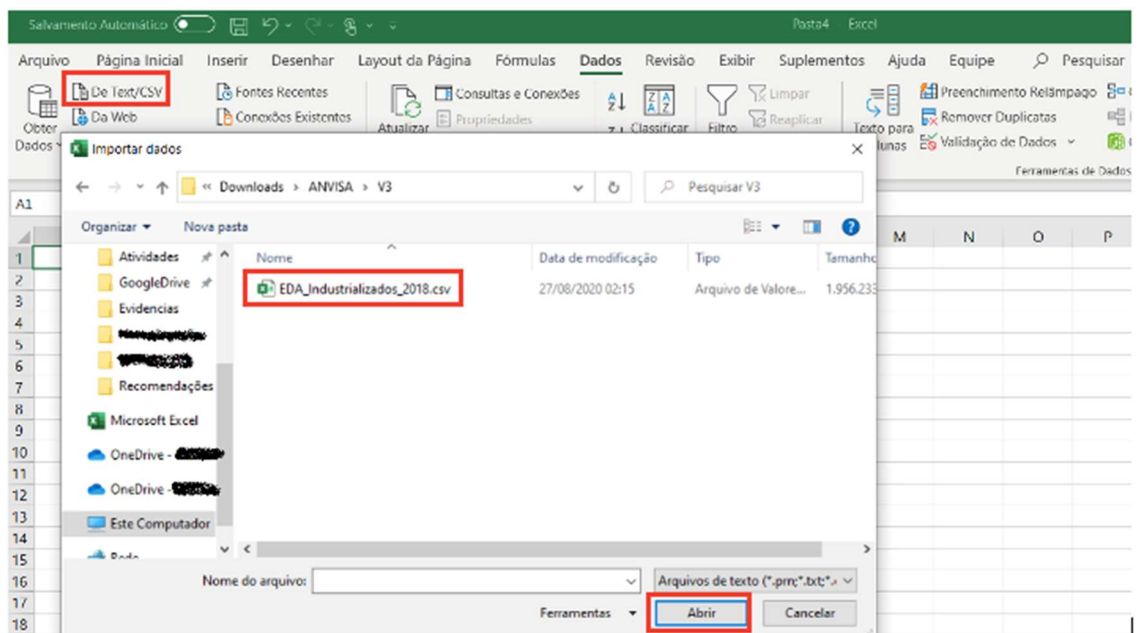 Salvamento Automático
Pasta4 Excel
Arquivo Página Inicial Inserir Desenhar Layout da Página Fórmulas Dados Revisão Exibir Suplementos Ajuda Equipe Pesquisar
De Text/CSV Fontes Recentes Consultas e Conexões Limpar Preenchimento Relâmpago
Da Web Conexões Existentes Propriedades Reaplicar Remover Duplicatas
Obter Atualizar Classificar Filtro Texto para
Dados lunas Validação de Dados
Ferramentas de Dados
Importar dados
« Downloads > ANVISA > V3
Pesquisar V3
A1
Organizar Nova pasta
M N O P
Nome Data de modificação Tipo Tamanho
EDA_Industrializados_2018.csv 27/08/2020 02:15 Arquivo de Valore... 1.956.233
Atividades
GoogleDrive
Evidencias
Recomendações
Microsoft Excel
OneDrive -
OneDrive -
Este Computador
Rede
1
2
3
4
5
6
7
8
9
10
11
12
13
14
15
16
17
18
Nome do arquivo: Arquivos de texto (*.prn;*.txt;*.
Ferramentas Abrir Cancelar